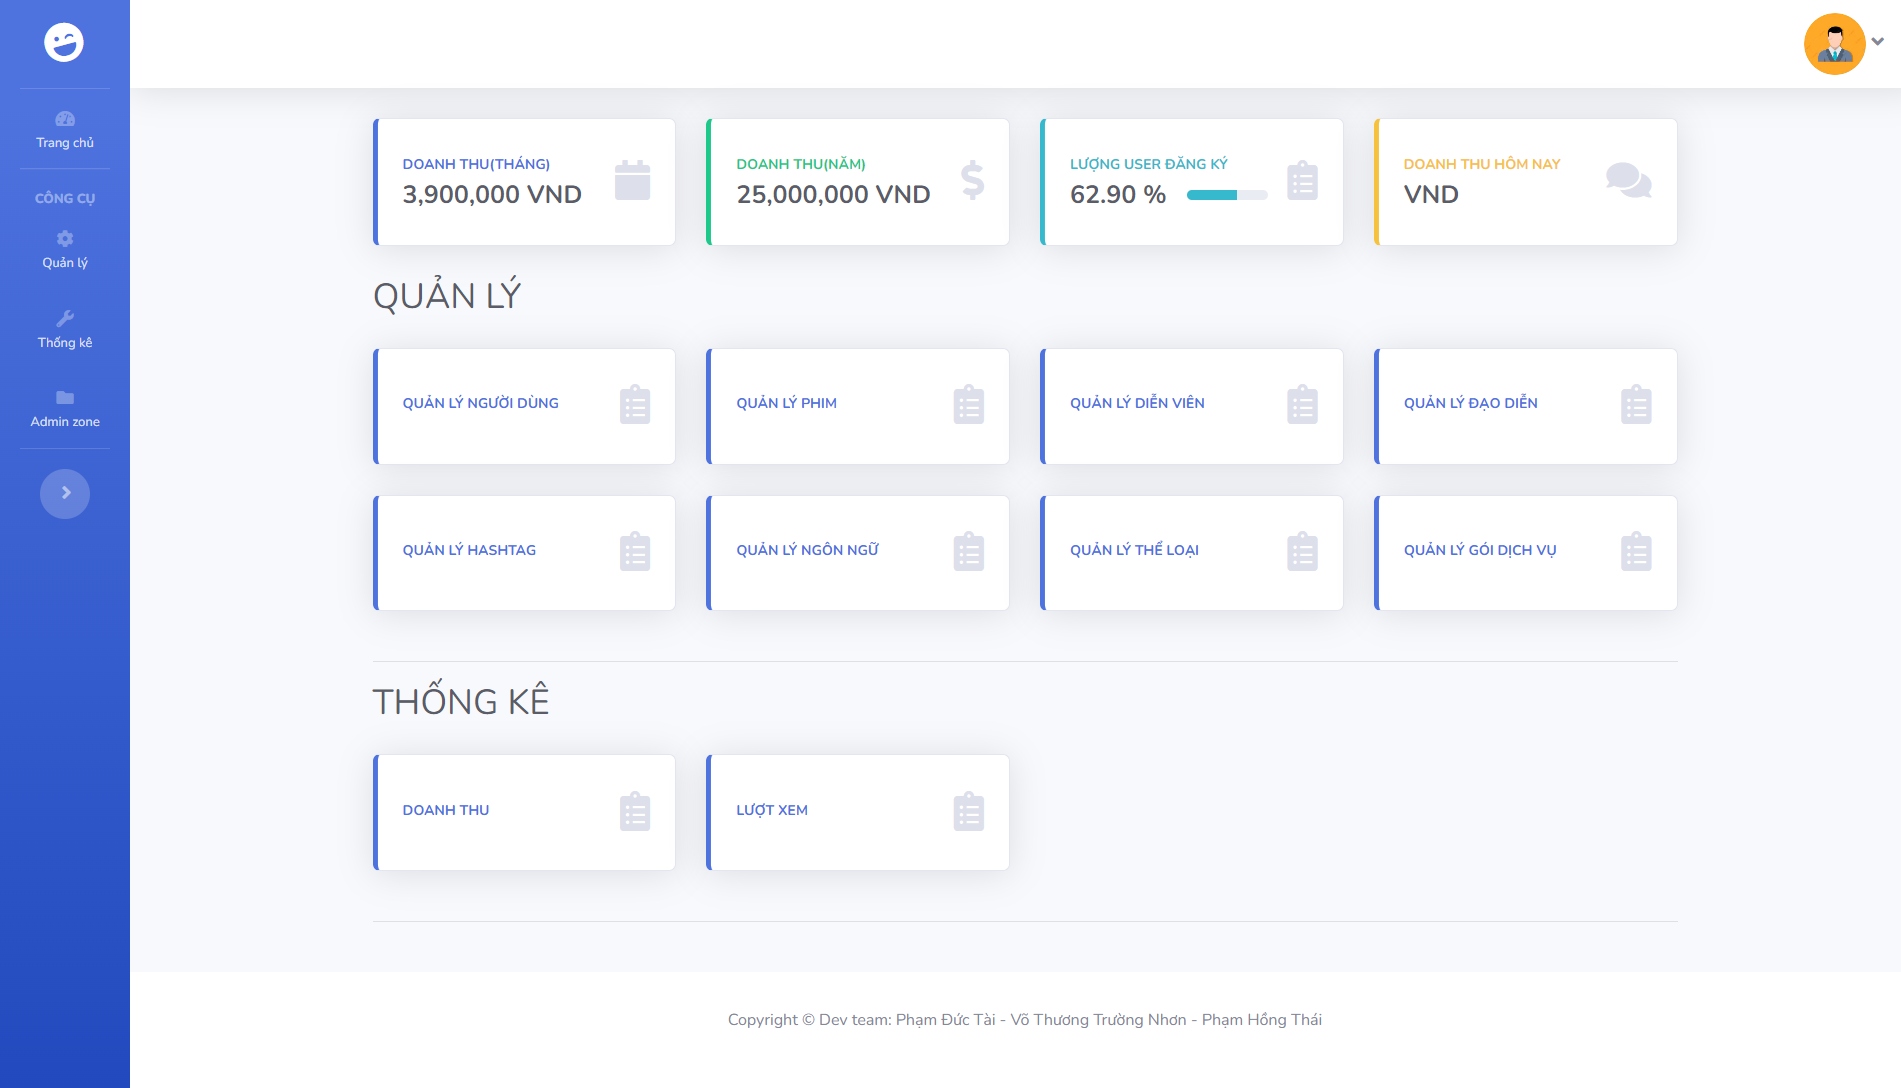 Trang chủ
CÔNG CỤ
Quản lý
Thống kê
Admin zone
DOANH THU(THÁNG)
3,900,000 VND
DOANH THU(NĂM)
25,000,000 VND
LƯỢNG USER ĐĂNG KÝ
62.90 %
DOANH THU HÔM NAY
VND
QUẢN LÝ
QUẢN LÝ NGƯỜI DÙNG
QUẢN LÝ PHIM
QUẢN LÝ DIỄN VIÊN
QUẢN LÝ ĐẠO DIỄN
QUẢN LÝ HASHTAG
QUẢN LÝ NGÔN NGỮ
QUẢN LÝ THỂ LOẠI
QUẢN LÝ GÓI DỊCH VỤ
THỐNG KÊ
DOANH THU
LƯỢT XEM
Copyright © Dev team: Phạm Đức Tài - Võ Thương Trường Nhơn - Phạm Hồng Thái